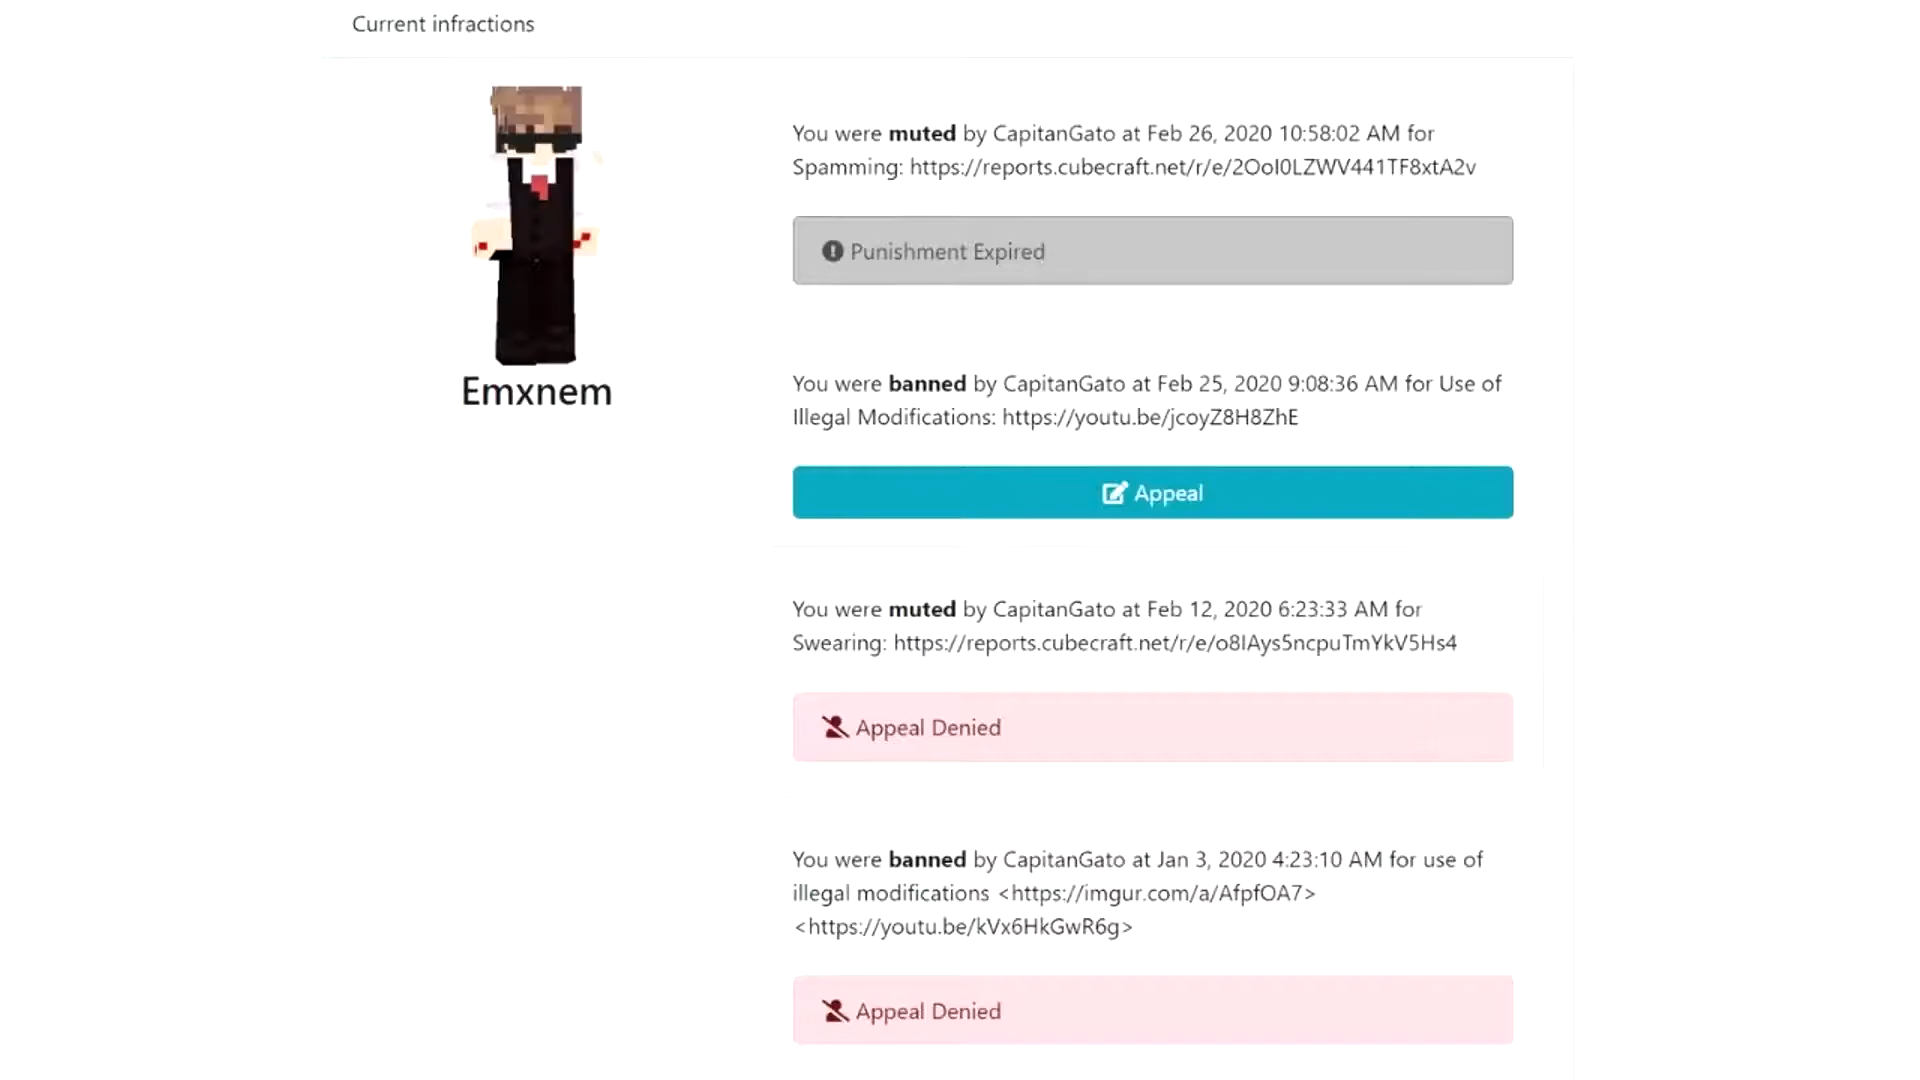 Current infractions
You were muted by CapitanGato at Feb 26, 2020 10:58:02 AM for
Spamming: https://reports.cubecraft.net/r/e/2OoI0LZWV441TF8xtA2v
Punishment Expired
Emxnem
You were banned by CapitanGato at Feb 25, 2020 9:08:36 AM for Use of
Illegal Modifications: https://youtu.be/jcoyZ8H8ZhE
Appeal
You were muted by CapitanGato at Feb 12, 2020 6:23:33 AM for
Swearing: https://reports.cubecraft.net/r/e/o8IAys5ncpuTmYkV5Hs4
Appeal Denied
You were banned by CapitanGato at Jan 3, 2020 4:23:10 AM for use of
illegal modifications <https://imgur.com/a/AfpfOA7>
<https://youtu.be/kVx6HkGwR6g>
Appeal Denied